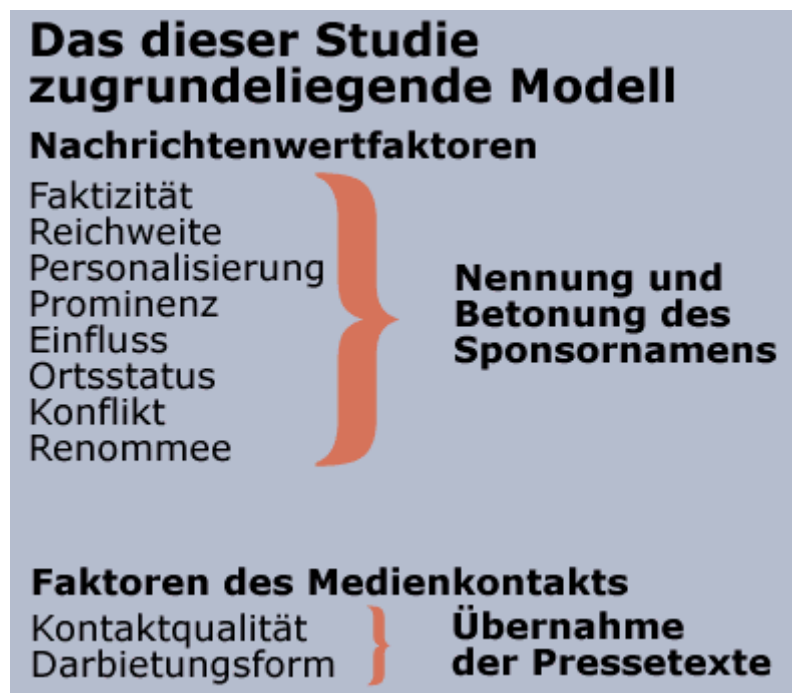 Das dieser Studie
zugrundeliegende Modell
Nachrichtenwertfaktoren
Faktizität
Reichweite
Personalisierung
Prominenz
Einfluss
Ortsstatus
Konflikt
Renommee
Nennung und
Betonung des
Sponsornamens
Faktoren des Medienkontakts
Kontaktqualität
Darbietungsform
Übernahme
der Pressetexte